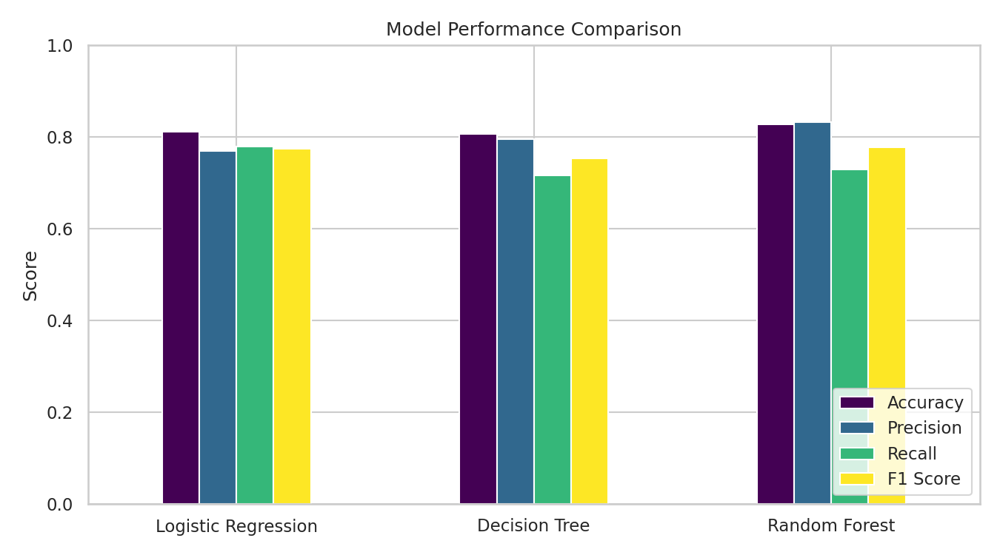 Model Performance Comparison
1.0
0.8
0.6
0.4
0.2
0.0
Score
Logistic Regression
Decision Tree
Random Forest
Accuracy
Precision
Recall
F1 Score